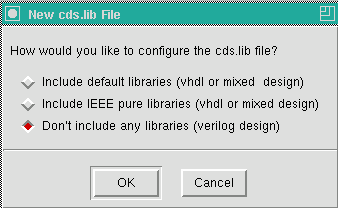 New cds.lib File
How would you like to configure the cds.lib file?
Include default libraries (vhdl or mixed  design)
Include IEEE pure libraries (vhdl or mixed design)
Don't include any libraries (verilog design)
OK
Cancel